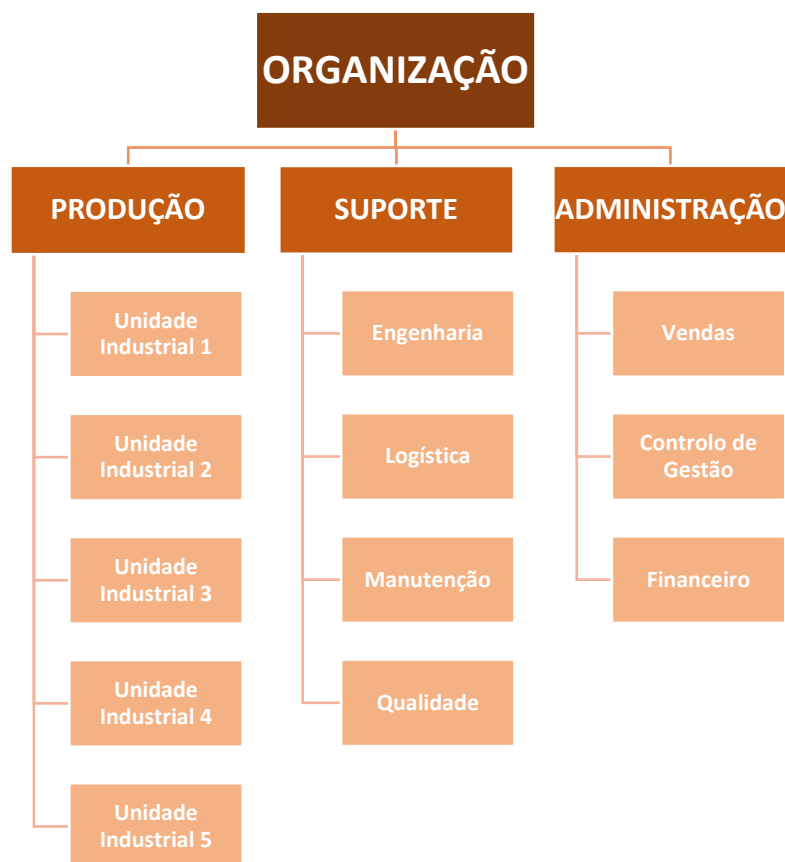 ORGANIZAÇÃO
PRODUÇÃO
Unidade
Industrial 1
Unidade
Industrial 2
Unidade
Industrial 3
Unidade
Industrial 4
Unidade
Industrial 5
SUPORTE
Engenharia
Logística
Manutenção
Qualidade
ADMINISTRAÇÃO
Vendas
Controlo de
Gestão
Financeiro